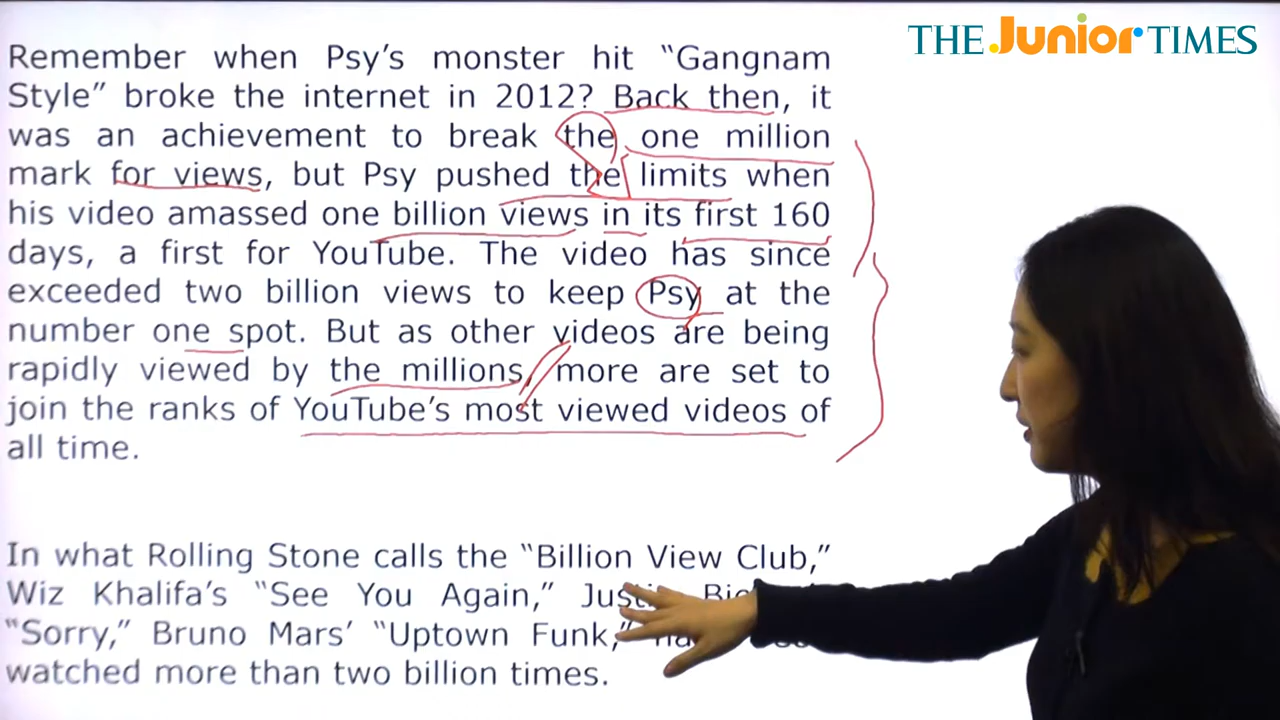 THE Junior TIMES
Remember when Psy's monster hit "Gangnam
Style" broke the internet in 2012? Back then, it
was an achievement to break the one million
mark for views, but Psy pushed the limits when
his video amassed one billion views in its first 160
days, a first for YouTube. The video has since
exceeded two billion views to keep Psy at the
number one spot. But as other videos are being
rapidly viewed by the millions, more are set to
join the ranks of YouTube's most viewed videos of
all time.
In what Rolling Stone calls the "Billion View Club,"
Wiz Khalifa's "See You Again," Justin
"Sorry," Bruno Mars' "Uptown Funk,"
watched more than two billion times.